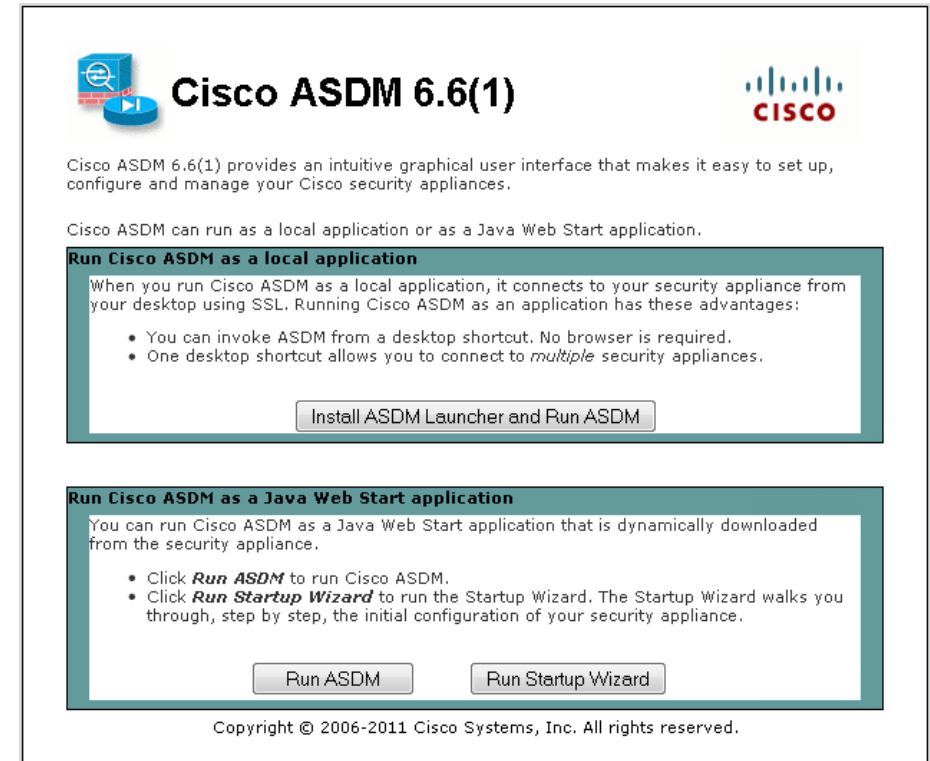 Cisco ASDM 6.6(1)
CISCO
Cisco ASDM 6.6(1) provides an intuitive graphical user interface that makes it easy to set up,
configure and manage your Cisco security appliances.
Cisco ASDM can run as a local application or as a Java Web Start application.
Run Cisco ASDM as a local application
When you run Cisco ASDM as a local application, it connects to your security appliance from
your desktop using SSL. Running Cisco ASDM as an application has these advantages:
• You can invoke ASDM from a desktop shortcut. No browser is required.
• One desktop shortcut allows you to connect to multiple security appliances.
Install ASDM Launcher and Run ASDM
Run Cisco ASDM as a Java Web Start application
You can run Cisco ASDM as a Java Web Start application that is dynamically downloaded
from the security appliance.
• Click Run ASDM to run Cisco ASDM.
• Click Run Startup Wizard to run the Startup Wizard. The Startup Wizard walks you
through, step by step, the initial configuration of your security appliance.
Run ASDM
Run Startup Wizard
Copyright © 2006-2011 Cisco Systems, Inc. All rights reserved.